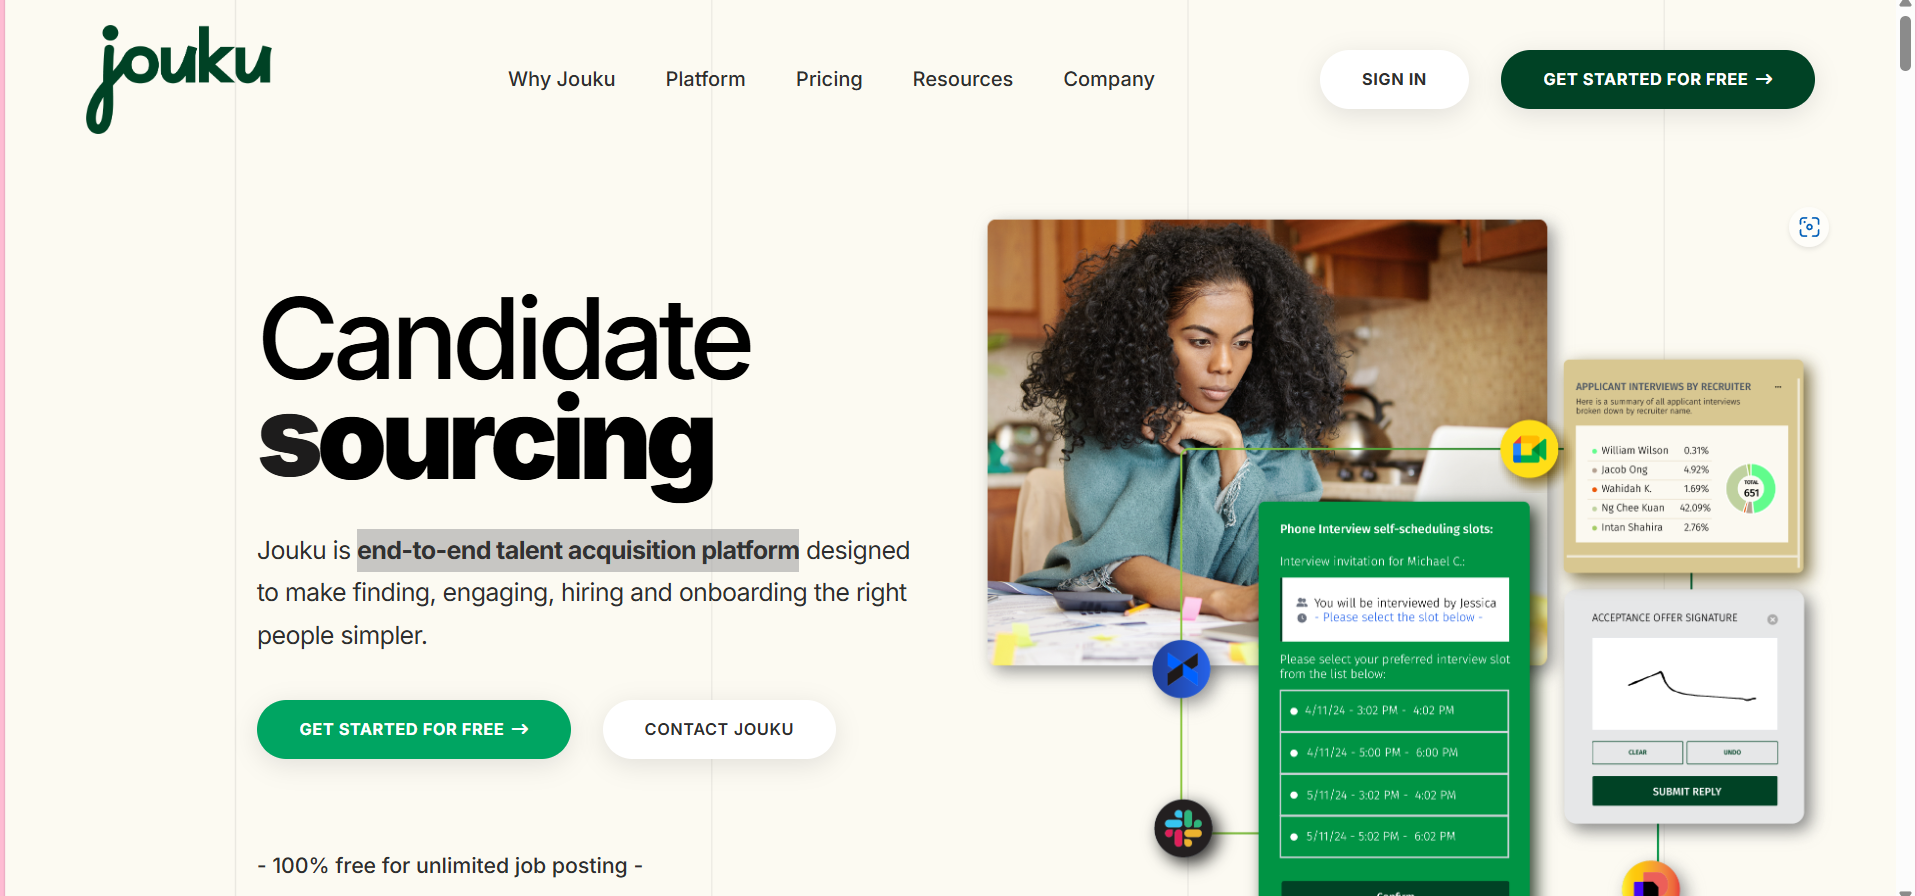 jouku
Why Jouku
Platform
Pricing
Resources
Company
SIGN IN
GET STARTED FOR FREE →
Candidate
sourcing
Jouku is end-to-end talent acquisition platform designed
to make finding, engaging, hiring and onboarding the right
people simpler.
GET STARTED FOR FREE →
CONTACT JOUKU
- 100% free for unlimited job posting -
APPLICANT INTERVIEWS BY RECRUITER
Here is a summary of all applicant interviews
broken down by recruiter name.
William Wilson 0.31%
Jacob Ong 4.92%
Wahidah K. 1.69%
Ng Chee Kuan 42.09%
Intan Shahira 2.76%
TOTAL
651
Phone Interview self-scheduling slots:
Interview invitation for Michael C.:
You will be interviewed by Jessica
- Please select the slot below -
Please select your preferred interview slot
from the list below:
4/11/24 - 3:02 PM - 4:02 PM
4/11/24 - 5:00 PM - 6:00 PM
5/11/24 - 3:02 PM - 4:02 PM
5/11/24 - 5:02 PM - 6:02 PM
Confirm
ACCEPTANCE OFFER SIGNATURE
CLEAR
UNDO
SUBMIT REPLY